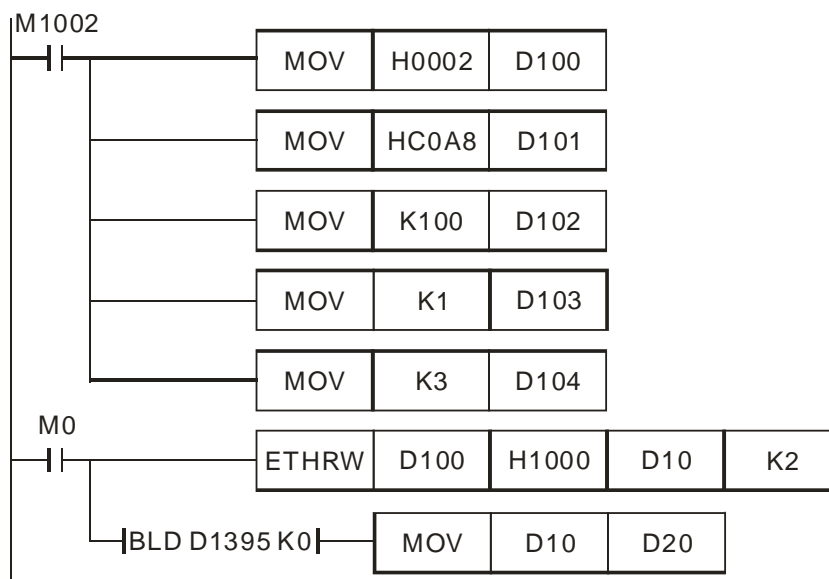 M1002
MOV H0002 D100
MOV HC0A8 D101
MOV K100 D102
MOV K1 D103
MOV K3 D104
M0
ETHRW D100 H1000 D10 K2
BLD D1395 K0 MOV D10 D20